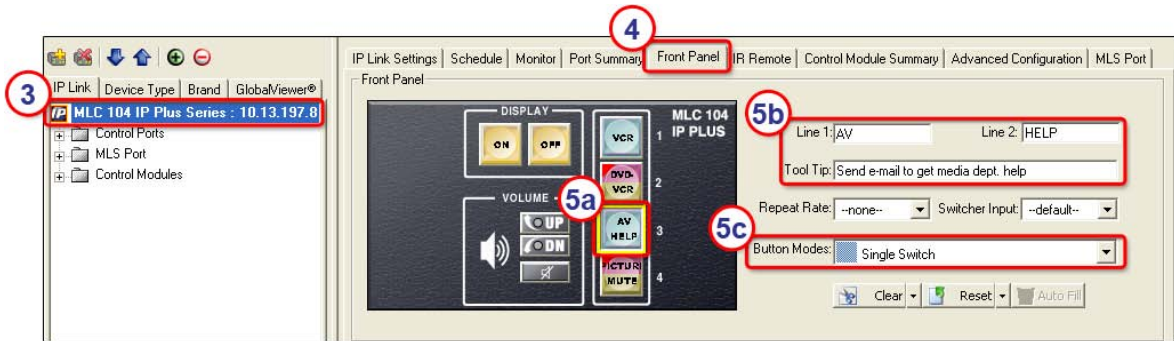 4
IP Link Settings Schedule Monitor Port Summary Front Panel IR Remote Control Module Summary Advanced Configuration MLS Port
3
IP Link Device Type Brand GlobalViewer®
MLC 104 IP Plus Series : 10.13.197.8
Control Ports
MLS Port
Control Modules
Front Panel
DISPLAY
ON OFF
VOLUME
UP
DN
VCR 1
DVD-
VCR 2
5a
AV
HELP 3
PICTURE
MUTE 4
MLC 104
IP PLUS
5b
Line 1: AV Line 2: HELP
Tool Tip: Send e-mail to get media dept. help
Repeat Rate: --none-- Switcher Input: --default--
5c
Button Modes: Single Switch
Clear Reset Auto Fill